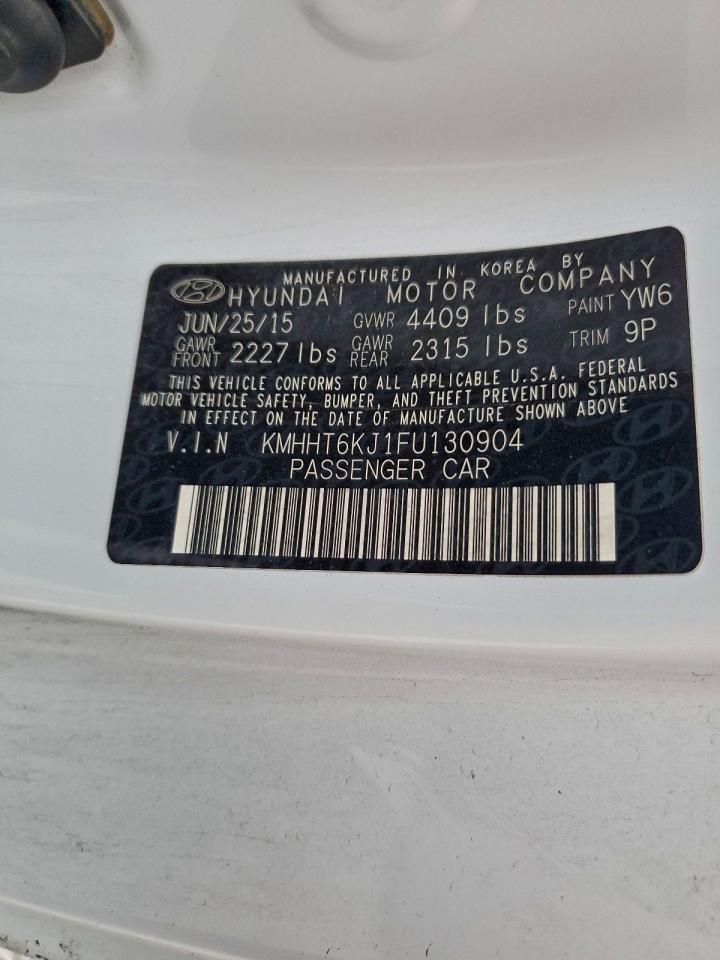 MANUFACTURED IN KOREA BY
HYUNDAI MOTOR COMPANY
JUN/25/15 GVWR 4409 lbs PAINT YW6
GAWR FRONT 2227 lbs GAWR REAR 2315 lbs TRIM 9P
THIS VEHICLE CONFORMS TO ALL APPLICABLE U.S.A. FEDERAL
MOTOR VEHICLE SAFETY, BUMPER, AND THEFT PREVENTION STANDARDS
IN EFFECT ON THE DATE OF MANUFACTURE SHOWN ABOVE
V.I.N KMHHT6KJ1FU130904
PASSENGER CAR